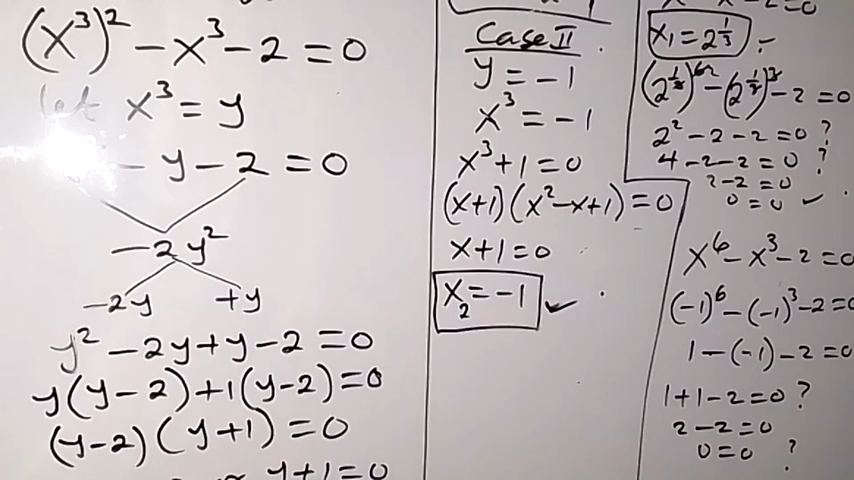 (x³)² - x³ - 2 = 0
let x³ = y
- y - 2 = 0
-2y²
-2y +y
y² - 2y + y - 2 = 0
y(y-2) + 1(y-2) = 0
(y-2)(y+1) = 0
y+1 = 0
Case II
y = -1
x³ = -1
x³ + 1 = 0
(x+1)(x² - x + 1) = 0
x+1 = 0
x₂ = -1 ✓
-2=0
x₁ = 2^(1/3)
2² - 2 - 2 = 0 ?
4 - 2 - 2 = 0 ?
2 - 2 = 0
0 = 0 ✓
x⁶ - x³ - 2 = 0
(-1)⁶ - (-1)³ - 2 = 0
1 - (-1) - 2 = 0
1 + 1 - 2 = 0 ?
2 - 2 = 0
0 = 0 ?